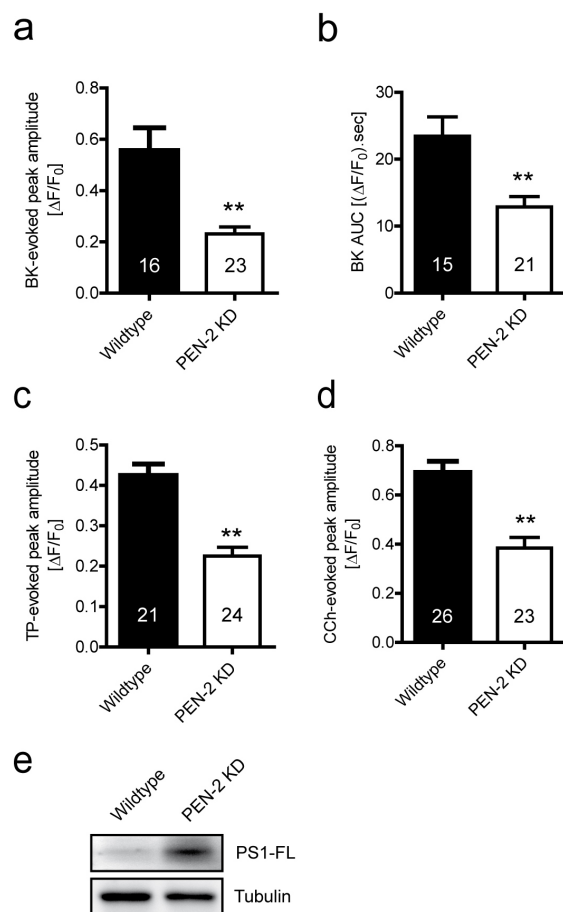 a
BK-evoked peak amplitude
[ΔF/F0]
0.8
0.6
0.4
0.2
0.0
**
16
23
Wildtype
PEN-2 KD
b
BK AUC [(ΔF/F0).sec]
30
20
10
0
**
15
21
Wildtype
PEN-2 KD
c
TP-evoked peak amplitude
[ΔF/F0]
0.5
0.4
0.3
0.2
0.1
0.0
**
21
24
Wildtype
PEN-2 KD
d
CCh-evoked peak amplitude
[ΔF/F0]
0.8
0.6
0.4
0.2
0.0
**
26
23
Wildtype
PEN-2 KD
e
Wildtype
PEN-2 KD
PS1-FL
Tubulin